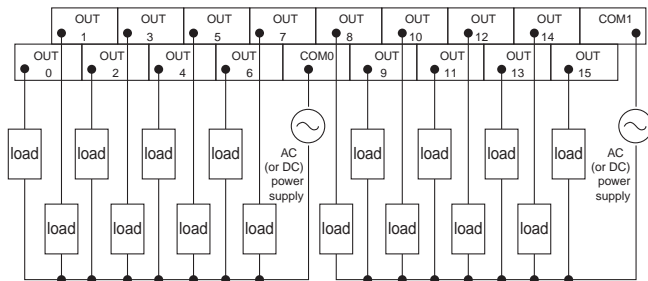 OUT 1 OUT 3 OUT 5 OUT 7 OUT 8 OUT 10 OUT 12 OUT 14 COM1
OUT 0 OUT 2 OUT 4 OUT 6 COM0 OUT 9 OUT 11 OUT 13 OUT 15
load load load load AC (or DC) power supply load load load load AC (or DC) power supply
load load load load load load load load